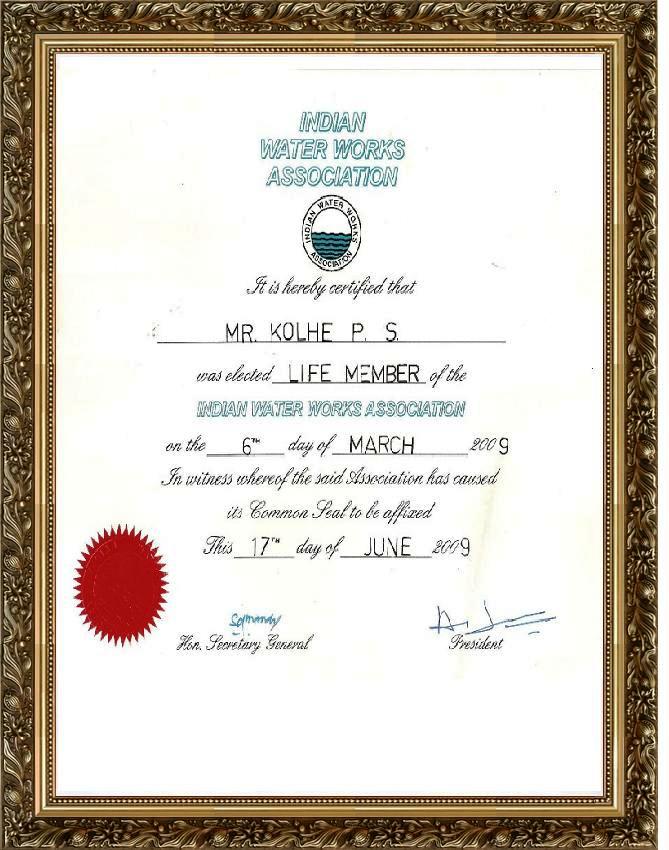 INDIAN
WATER WORKS
ASSOCIATION
INDIAN WATER WORKS
ASSOCIATION
It is hereby certified that
MR. KOLHE P. S.
was elected LIFE MEMBER of the
INDIAN WATER WORKS ASSOCIATION
on the 6TH day of MARCH 2009
In witness whereof the said Association has caused
its Common Seal to be affixed
This 17TH day of JUNE 2009
Hon. Secretary General
President